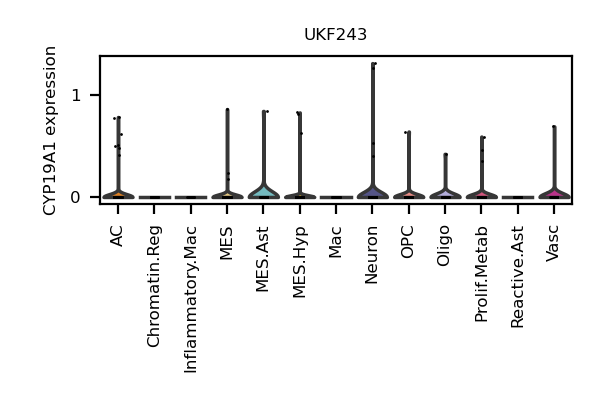 UKF243
CYP19A1 expression
1
0
AC
Chromatin.Reg
Inflammatory.Mac
MES
MES.Ast
MES.Hyp
Mac
Neuron
OPC
Oligo
Prolif.Metab
Reactive.Ast
Vasc